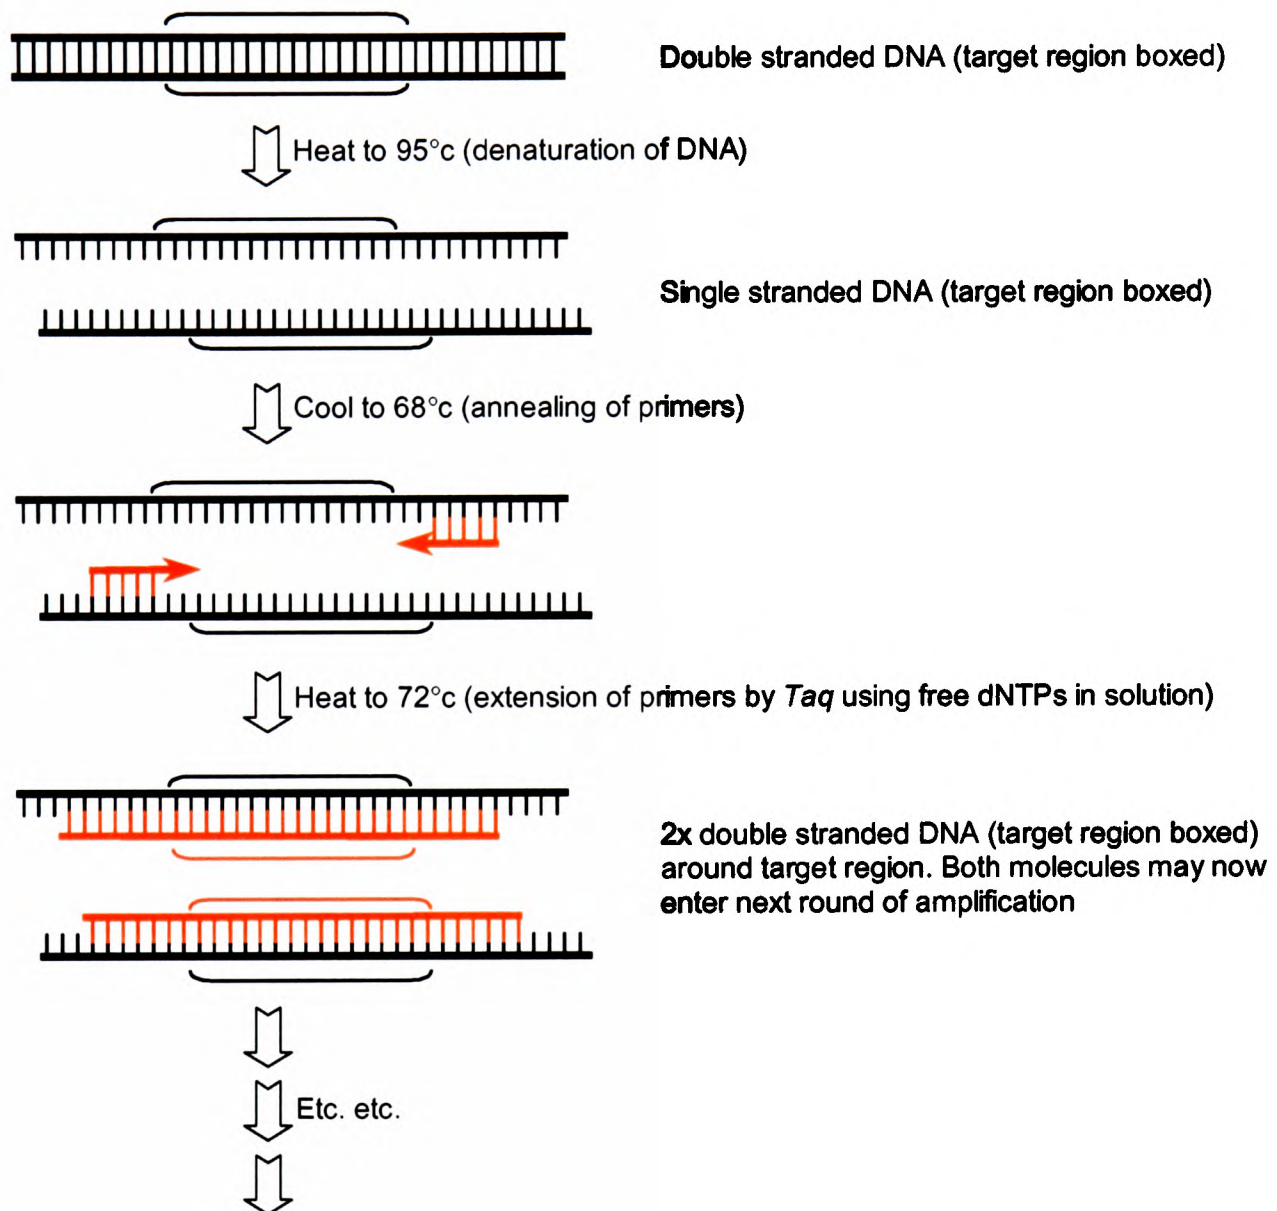 Double stranded DNA (target region boxed)
Heat to 95°c (denaturation of DNA)
Single stranded DNA (target region boxed)
Cool to 68°c (annealing of primers)
Heat to 72°c (extension of primers by Taq using free dNTPs in solution)
2x double stranded DNA (target region boxed)
around target region. Both molecules may now
enter next round of amplification
Etc. etc.